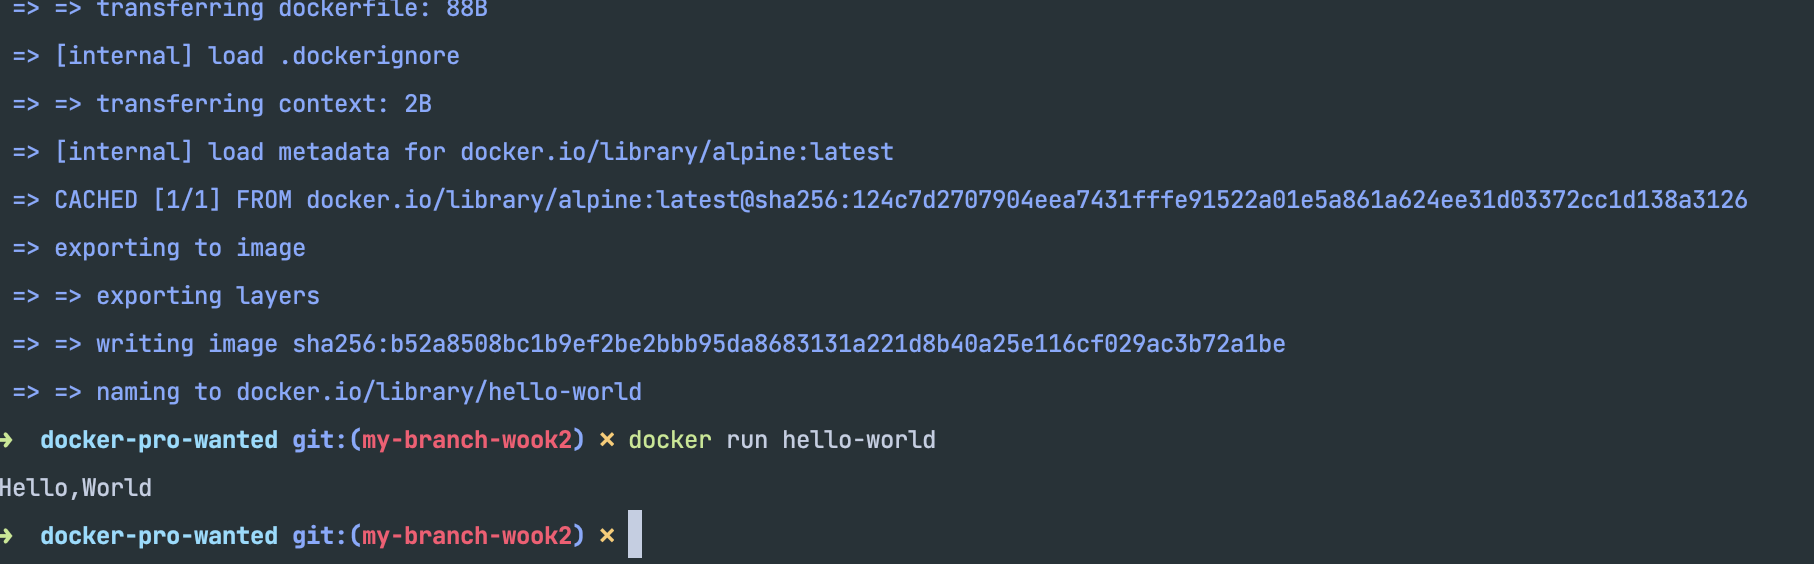 => => transferring dockerfile: 88B
=> [internal] load .dockerignore
=> => transferring context: 2B
=> [internal] load metadata for docker.io/library/alpine:latest
=> CACHED [1/1] FROM docker.io/library/alpine:latest@sha256:124c7d2707904eea7431fffe91522a01e5a861a624ee31d03372cc1d138a3126
=> exporting to image
=> => exporting layers
=> => writing image sha256:b52a8508bc1b9ef2be2bbb95da8683131a221d8b40a25e116cf029ac3b72a1be
=> => naming to docker.io/library/hello-world
➜ docker-pro-wanted git:(my-branch-wook2) ✗ docker run hello-world
Hello,World
➜ docker-pro-wanted git:(my-branch-wook2) ✗